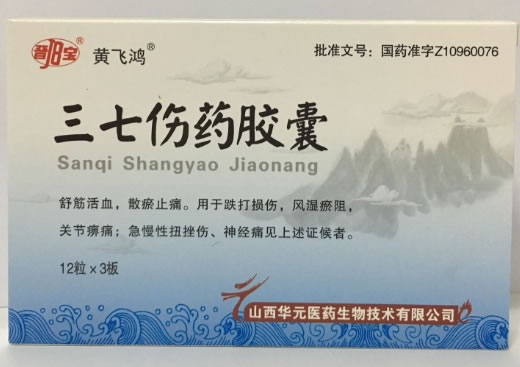 晋阳宝® 黄飞鸿® 批准文号：国药准字Z10960076
三七伤药胶囊
Sanqi Shangyao Jiaonang
舒筋活血，散瘀止痛。用于跌打损伤，风湿瘀阻，
关节痹痛；急慢性扭挫伤、神经痛见上述证候者。
12粒×3板
山西华元医药生物技术有限公司